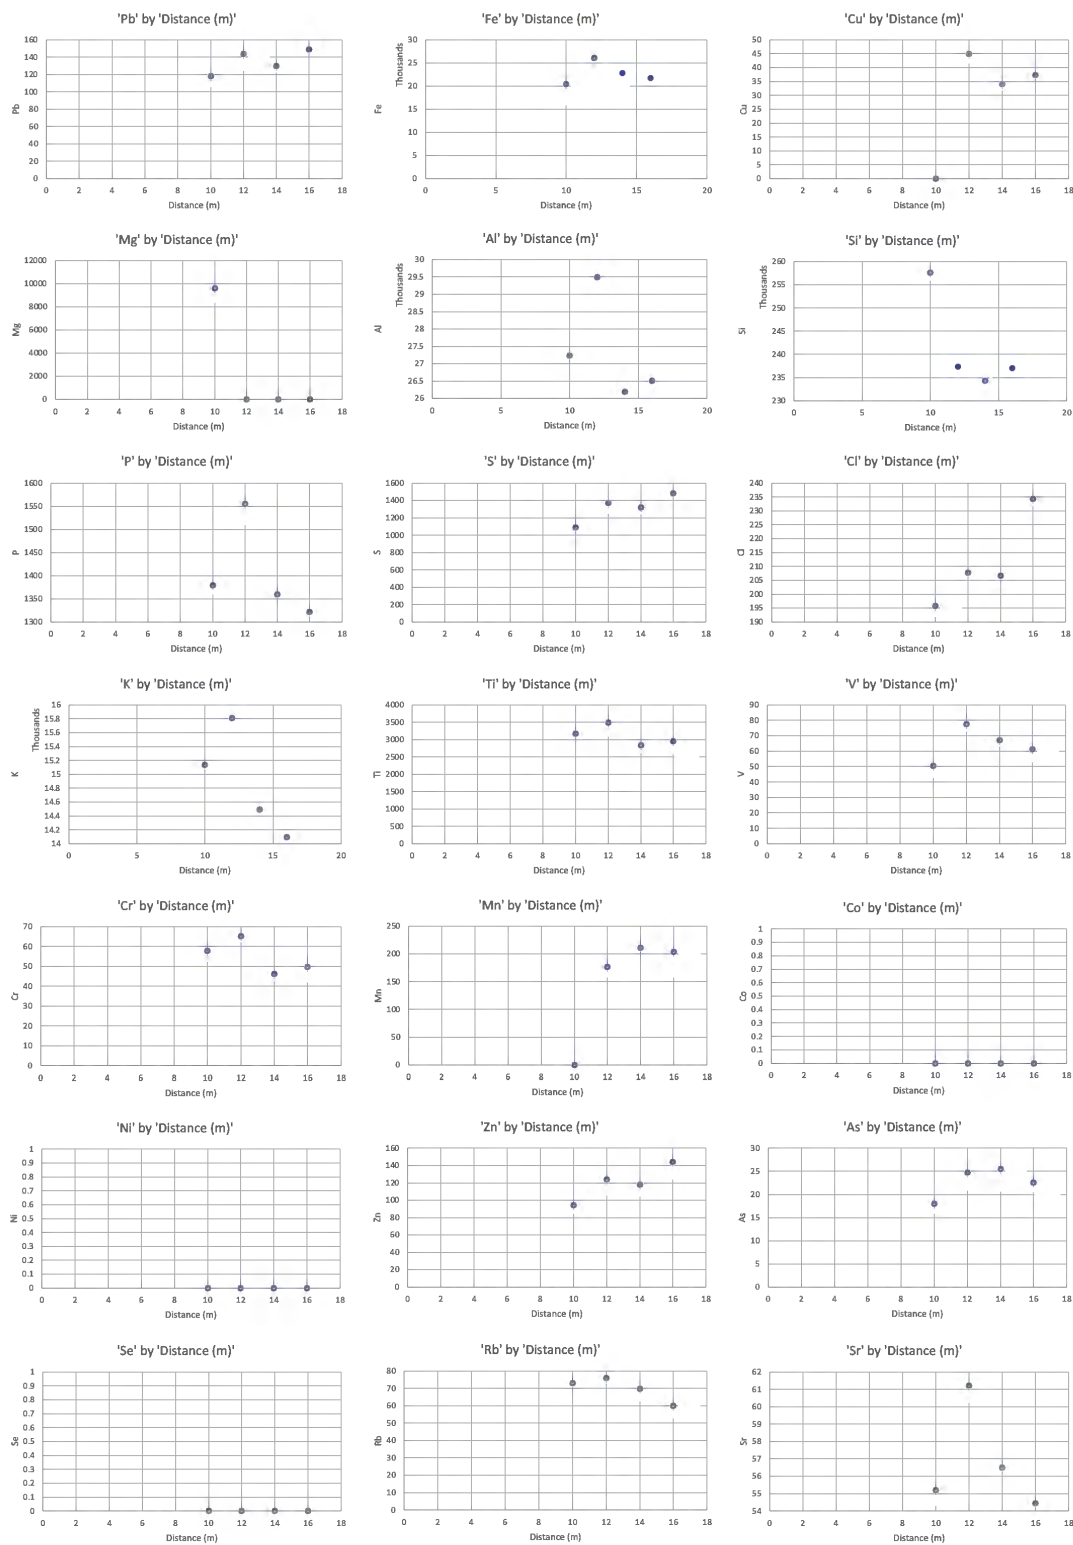 'Pb' by 'Distance (m)'
160
140
120
100
80
60
40
20
0
Pb
0 2 4 6 8 10 12 14 16 18
Distance (m)
'Fe' by 'Distance (m)'
30
25
20
15
10
5
0
Thousands
Fe
0 5 10 15 20
Distance (m)
'Cu' by 'Distance (m)'
50
45
40
35
30
25
20
15
10
5
0
Cu
0 2 4 6 8 10 12 14 16 18
Distance (m)
'Mg' by 'Distance (m)'
12000
10000
8000
6000
4000
2000
0
Mg
0 2 4 6 8 10 12 14 16 18
Distance (m)
'Al' by 'Distance (m)'
30
29.5
29
28.5
28
27.5
27
26.5
26
Thousands
Al
0 5 10 15 20
Distance (m)
'Si' by 'Distance (m)'
260
255
250
245
240
235
230
Thousands
Si
0 5 10 15 20
Distance (m)
'P' by 'Distance (m)'
1600
1550
1500
1450
1400
1350
1300
P
0 2 4 6 8 10 12 14 16 18
Distance (m)
'S' by 'Distance (m)'
1600
1400
1200
1000
800
600
400
200
0
S
0 2 4 6 8 10 12 14 16 18
Distance (m)
'Cl' by 'Distance (m)'
240
235
230
225
220
215
210
205
200
195
190
Cl
0 2 4 6 8 10 12 14 16 18
Distance (m)
'K' by 'Distance (m)'
16
15.8
15.6
15.4
15.2
15
14.8
14.6
14.4
14.2
14
Thousands
K
0 5 10 15 20
Distance (m)
'Ti' by 'Distance (m)'
4000
3500
3000
2500
2000
1500
1000
500
0
Ti
0 2 4 6 8 10 12 14 16 18
Distance (m)
'V' by 'Distance (m)'
90
80
70
60
50
40
30
20
10
0
V
0 2 4 6 8 10 12 14 16 18
Distance (m)
'Cr' by 'Distance (m)'
70
60
50
40
30
20
10
0
Cr
0 2 4 6 8 10 12 14 16 18
Distance (m)
'Mn' by 'Distance (m)'
250
200
150
100
50
0
Mn
0 2 4 6 8 10 12 14 16 18
Distance (m)
'Co' by 'Distance (m)'
1
0.9
0.8
0.7
0.6
0.5
0.4
0.3
0.2
0.1
0
Co
0 2 4 6 8 10 12 14 16 18
Distance (m)
'Ni' by 'Distance (m)'
1
0.9
0.8
0.7
0.6
0.5
0.4
0.3
0.2
0.1
0
Ni
0 2 4 6 8 10 12 14 16 18
Distance (m)
'Zn' by 'Distance (m)'
160
140
120
100
80
60
40
20
0
Zn
0 2 4 6 8 10 12 14 16 18
Distance (m)
'As' by 'Distance (m)'
30
25
20
15
10
5
0
As
0 2 4 6 8 10 12 14 16 18
Distance (m)
'Se' by 'Distance (m)'
1
0.9
0.8
0.7
0.6
0.5
0.4
0.3
0.2
0.1
0
Se
0 2 4 6 8 10 12 14 16 18
Distance (m)
'Rb' by 'Distance (m)'
80
70
60
50
40
30
20
10
0
Rb
0 2 4 6 8 10 12 14 16 18
Distance (m)
'Sr' by 'Distance (m)'
62
61
60
59
58
57
56
55
54
Sr
0 2 4 6 8 10 12 14 16 18
Distance (m)